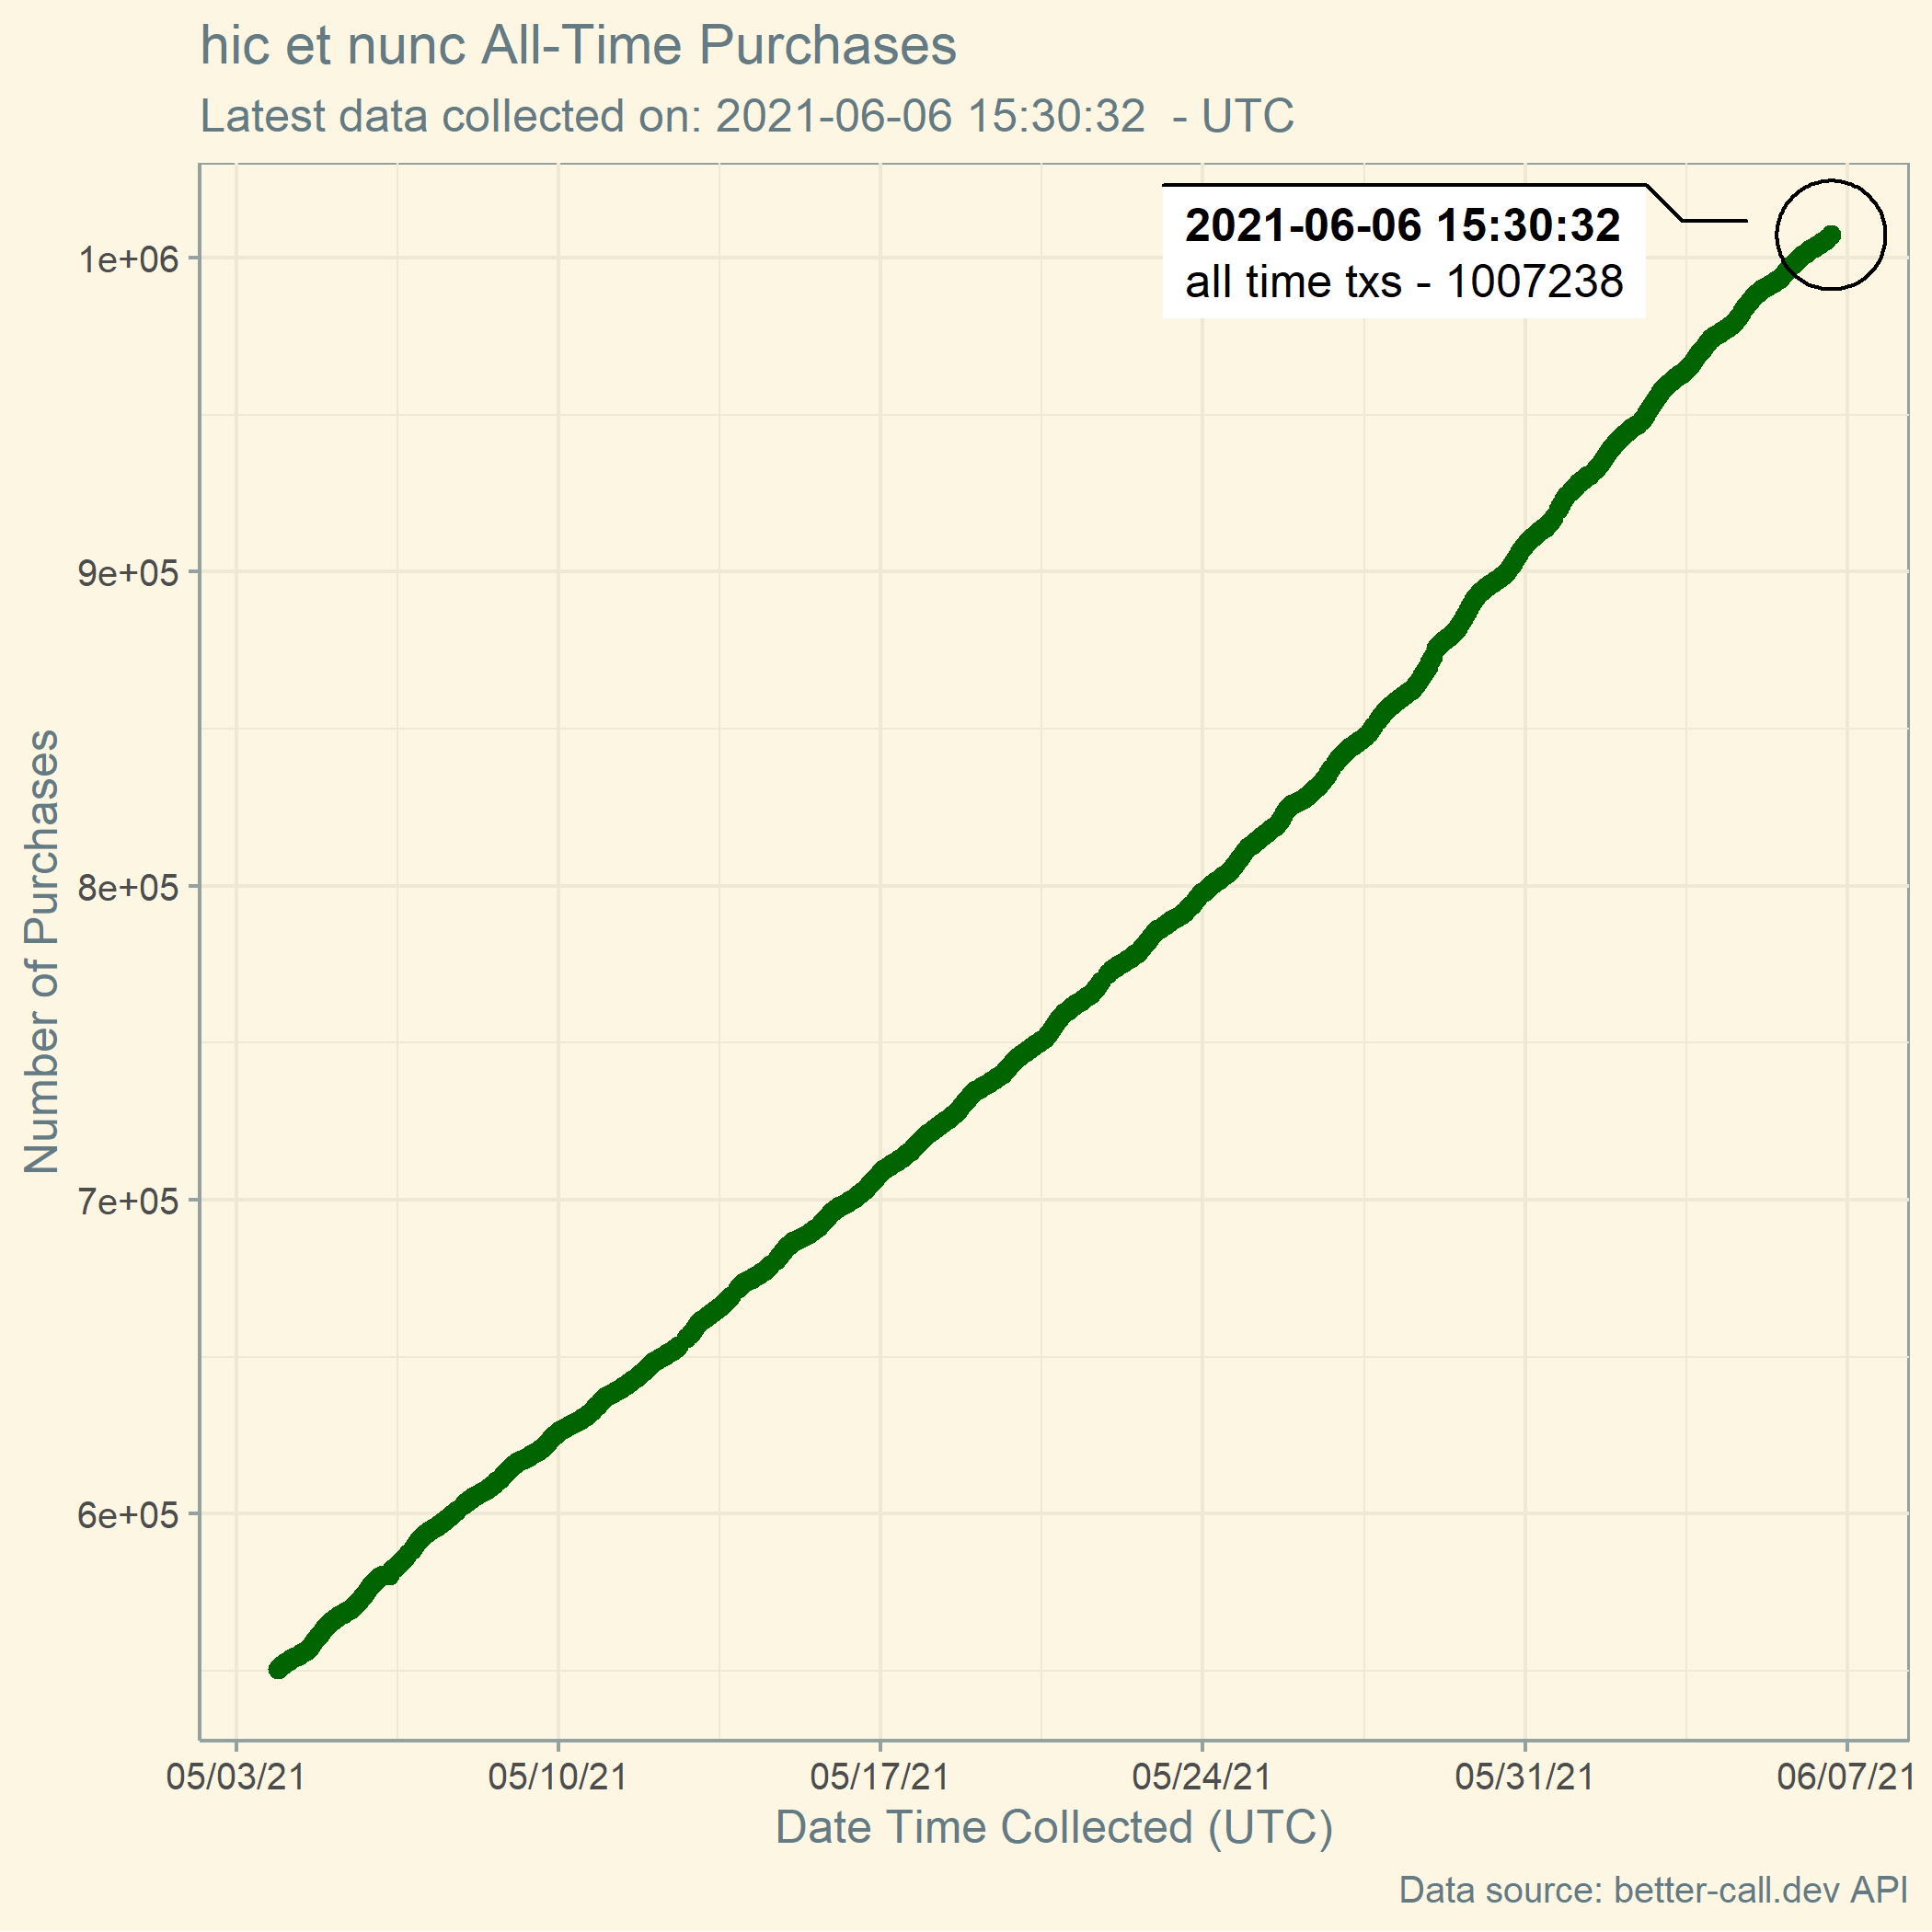 hic et nunc All-Time Purchases
Latest data collected on: 2021-06-06 15:30:32  - UTC
2021-06-06 15:30:32
all time txs - 1007238
1e+06
9e+05
8e+05
7e+05
6e+05
Number of Purchases
05/03/21 05/10/21 05/17/21 05/24/21 05/31/21 06/07/21
Date Time Collected (UTC)
Data source: better-call.dev API